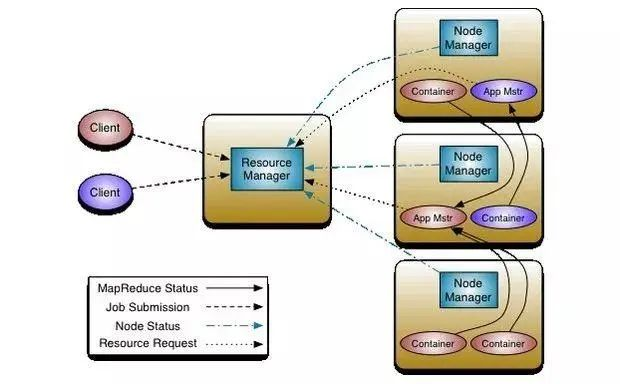 Client
Client
Resource
Manager
Node
Manager
Container
App Mstr
Node
Manager
App Mstr
Container
Node
Manager
Container
Container
MapReduce Status
Job Submission
Node Status
Resource Request